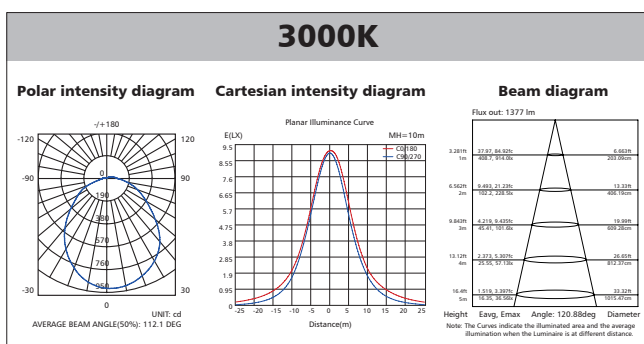 3000K
Polar intensity diagram
-/+180
-120
120
-90
90
0
190
380
570
760
950
-30
30
0
UNIT: cd
AVERAGE BEAM ANGLE(50%): 112.1 DEG
Cartesian intensity diagram
Planar Illuminance Curve
E(LX)
MH=10m
C0/180
C90/270
9.5
8.55
7.6
6.65
5.7
4.75
3.8
2.85
1.9
0.95
0
-25 -20 -15 -10 -5 0 5 10 15 20 25
Distance(m)
Beam diagram
Flux out: 1377 lm
3.281ft 37.97, 84.92fc 6.663ft
1m 408.7, 914.0lx 203.09cm
6.562ft 9.493, 21.23fc 13.33ft
2m 102.2, 228.5lx 406.19cm
9.843ft 4.219, 9.435fc 19.99ft
3m 45.41, 101.6lx 609.28cm
13.12ft 2.373, 5.307fc 26.65ft
4m 25.55, 57.13lx 812.37cm
16.4ft 1.519, 3.397fc 33.32ft
5m 16.35, 36.56lx 1015.47cm
Height Eavg, Emax Angle: 120.88deg Diameter
Note: The Curves indicate the illuminated area and the average
illumination when the Luminaire is at different distance.